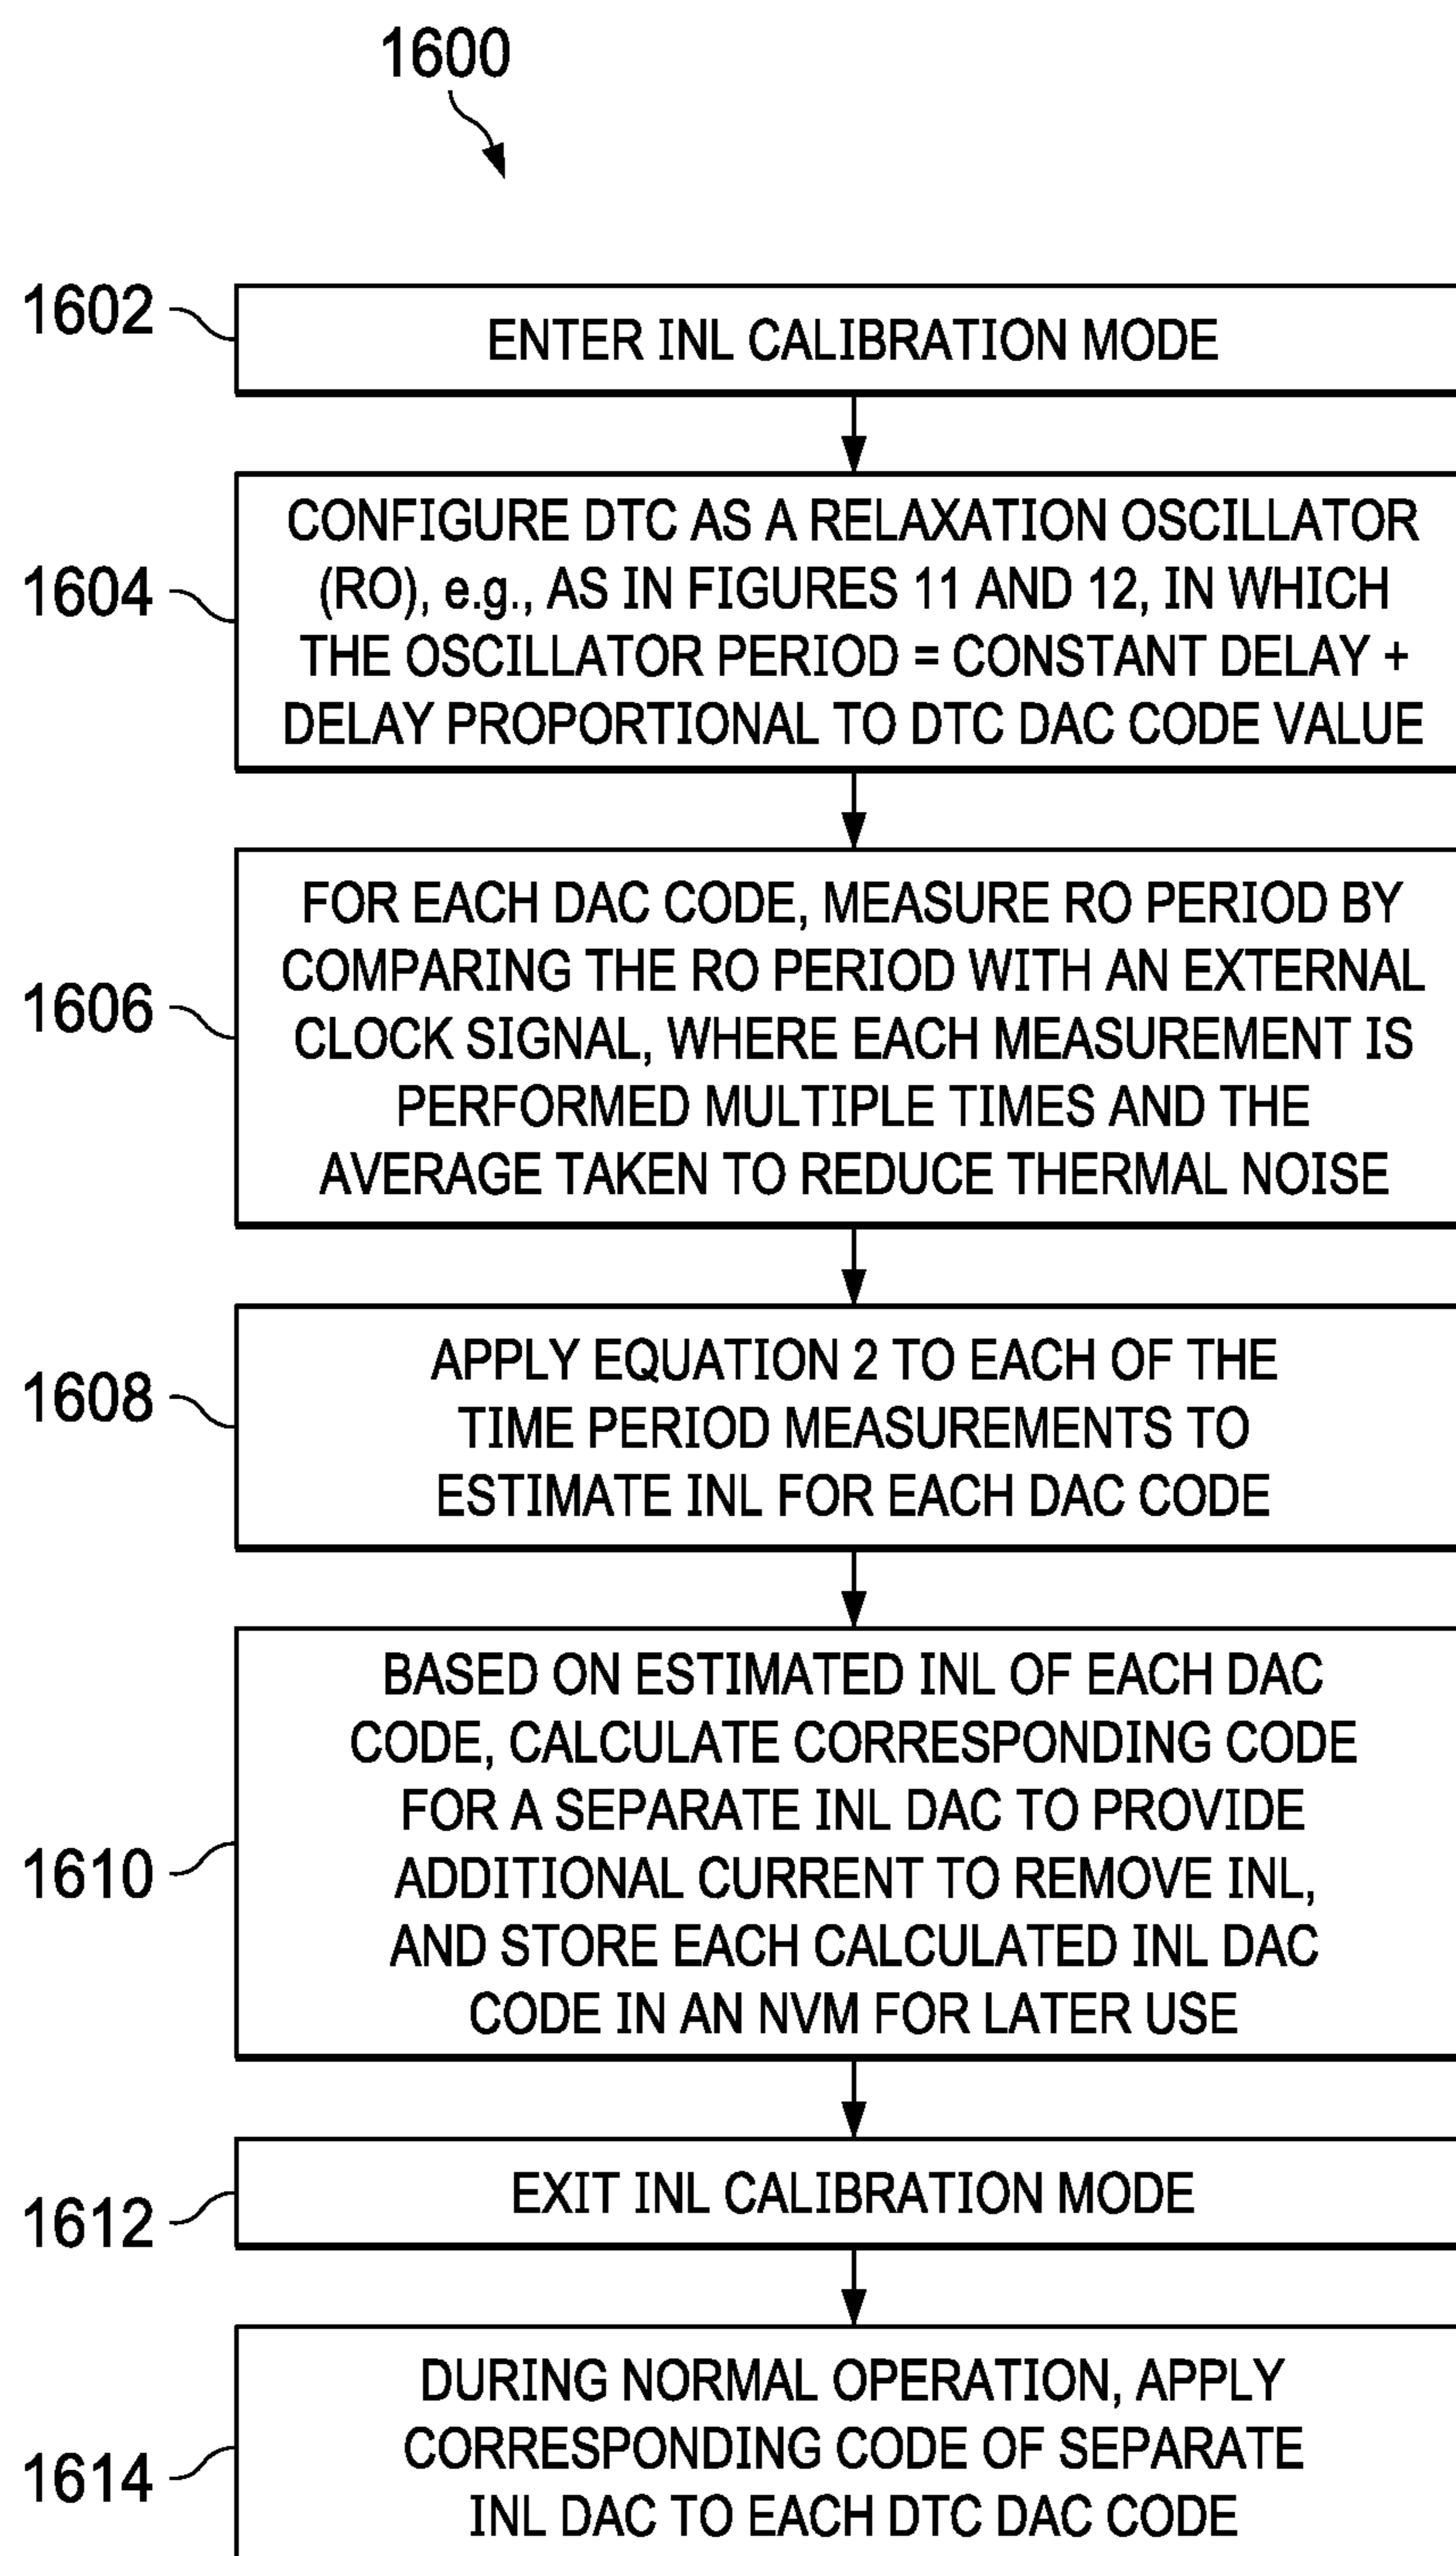 1600
1602
ENTER INL CALIBRATION MODE
1604
CONFIGURE DTC AS A RELAXATION OSCILLATOR
(RO), e.g., AS IN FIGURES 11 AND 12, IN WHICH
THE OSCILLATOR PERIOD = CONSTANT DELAY +
DELAY PROPORTIONAL TO DTC DAC CODE VALUE
1606
FOR EACH DAC CODE, MEASURE RO PERIOD BY
COMPARING THE RO PERIOD WITH AN EXTERNAL
CLOCK SIGNAL, WHERE EACH MEASUREMENT IS
PERFORMED MULTIPLE TIMES AND THE
AVERAGE TAKEN TO REDUCE THERMAL NOISE
1608
APPLY EQUATION 2 TO EACH OF THE
TIME PERIOD MEASUREMENTS TO
ESTIMATE INL FOR EACH DAC CODE
1610
BASED ON ESTIMATED INL OF EACH DAC
CODE, CALCULATE CORRESPONDING CODE
FOR A SEPARATE INL DAC TO PROVIDE
ADDITIONAL CURRENT TO REMOVE INL,
AND STORE EACH CALCULATED INL DAC
CODE IN AN NVM FOR LATER USE
1612
EXIT INL CALIBRATION MODE
1614
DURING NORMAL OPERATION, APPLY
CORRESPONDING CODE OF SEPARATE
INL DAC TO EACH DTC DAC CODE